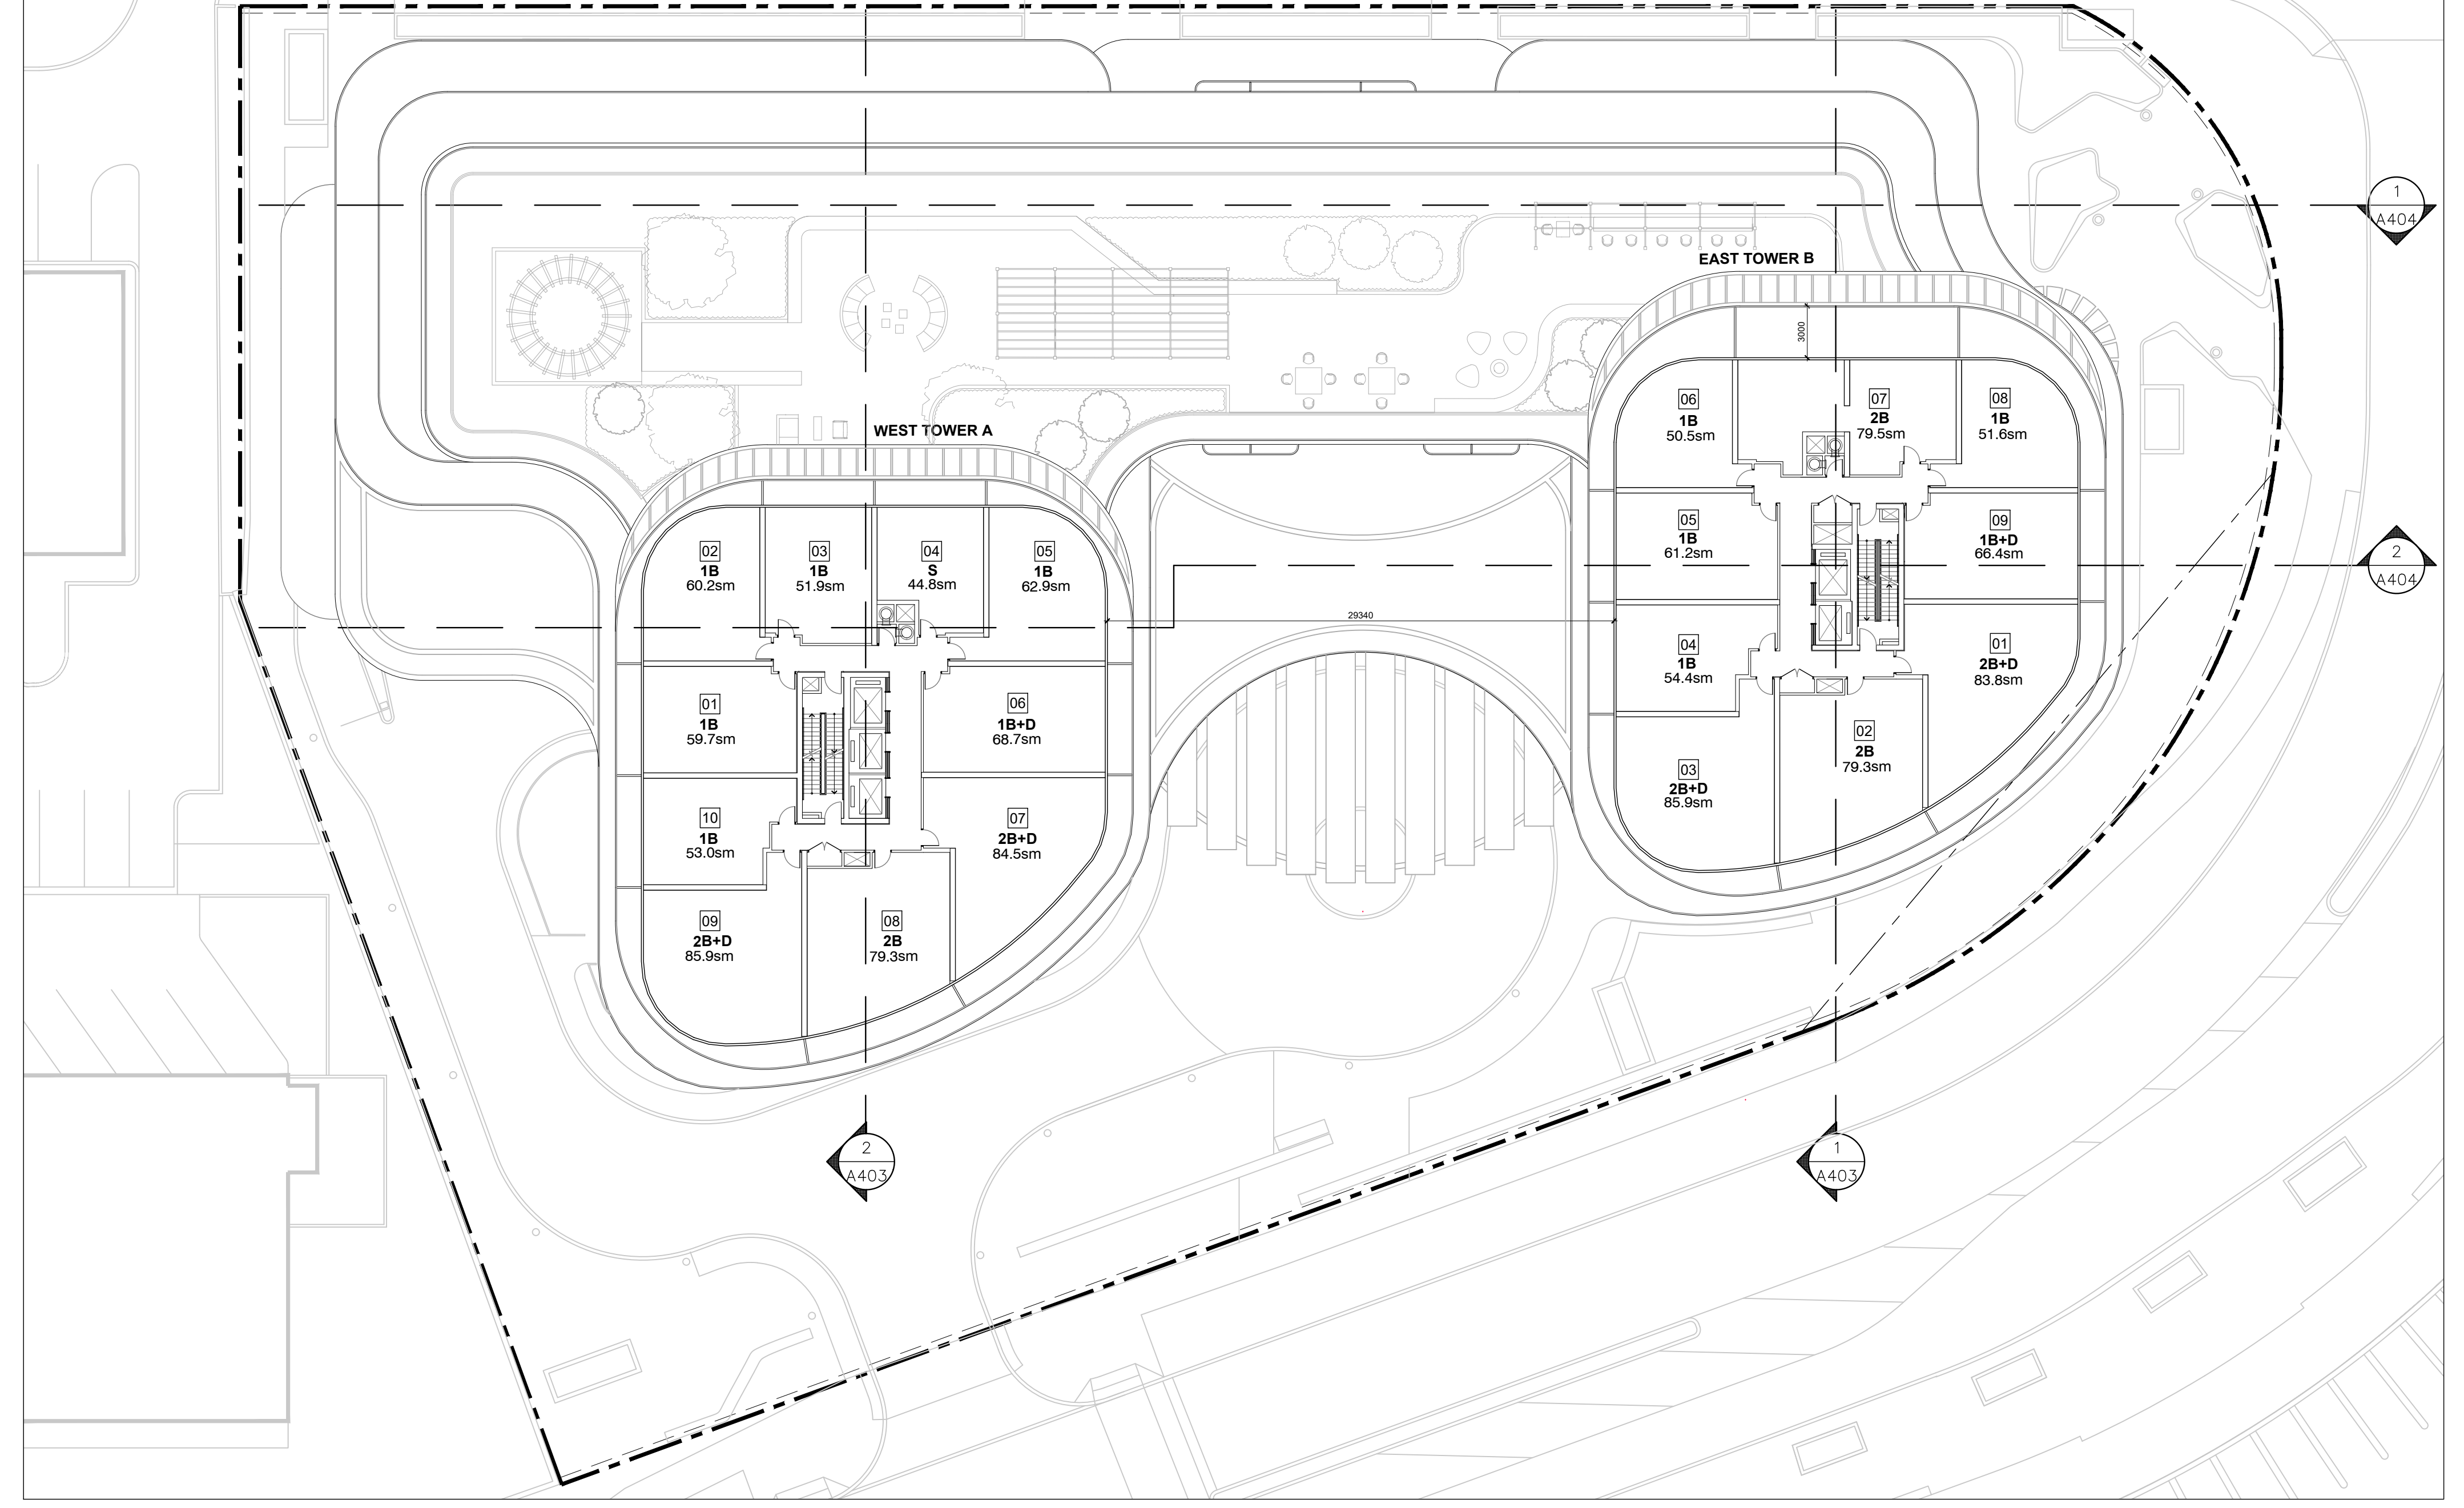 1
A404
EAST TOWER B
3000
06
1B
50.5sm
07
2B
79.5sm
08
1B
51.6sm
WEST TOWER A
05
1B
61.2sm
09
1B+D
66.4sm
2
A404
02
1B
60.2sm
03
1B
51.9sm
04
S
44.8sm
05
1B
62.9sm
29340
04
1B
54.4sm
01
2B+D
83.8sm
01
1B
59.7sm
06
1B+D
68.7sm
02
2B
79.3sm
03
2B+D
85.9sm
10
1B
53.0sm
07
2B+D
84.5sm
09
2B+D
85.9sm
08
2B
79.3sm
2
A403
1
A403